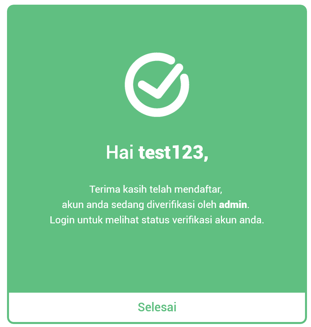 Hai test123,
Terima kasih telah mendaftar,
akun anda sedang diverifikasi oleh admin.
Login untuk melihat status verifikasi akun anda.
Selesai